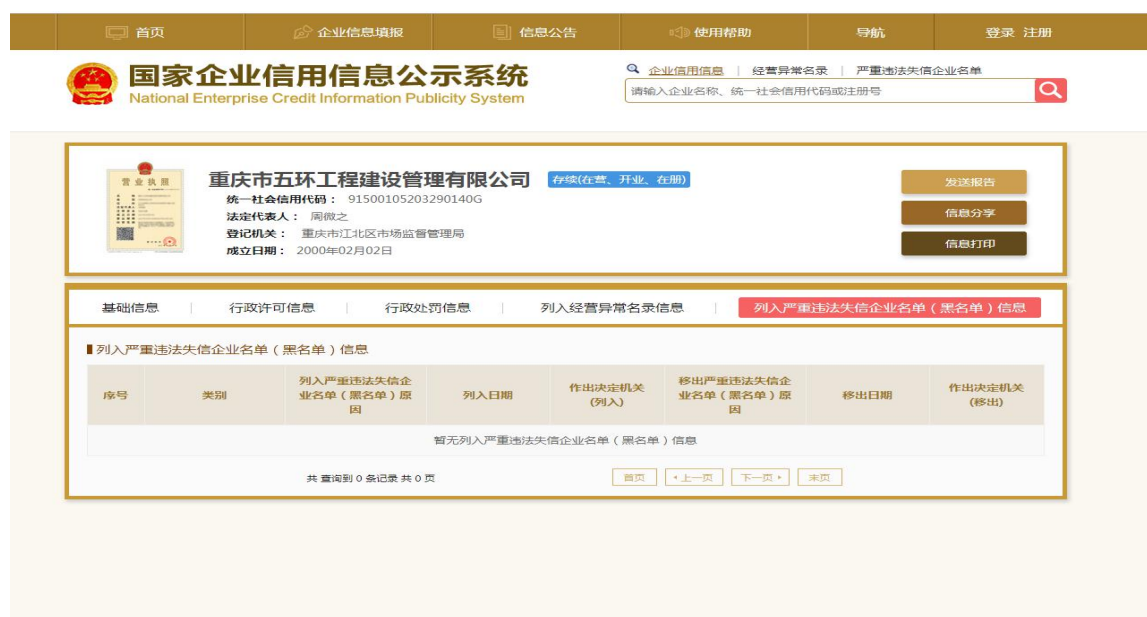 首页 企业信息填报 信息公告 使用帮助 导航 登录 注册
国家企业信用信息公示系统
National Enterprise Credit Information Publicity System
企业信用信息 | 经营异常名录 | 严重违法失信企业名单
请输入企业名称、统一社会信用代码或注册号
营业执照
重庆市五环工程建设管理有限公司 存续(在营、开业、在册)
统一社会信用代码： 91500105203290140G
法定代表人： 周微之
登记机关： 重庆市江北区市场监督管理局
成立日期： 2000年02月02日
发送报告
信息分享
信息打印
基础信息 | 行政许可信息 | 行政处罚信息 | 列入经营异常名录信息 | 列入严重违法失信企业名单（黑名单）信息
列入严重违法失信企业名单（黑名单）信息
序号 类别 列入严重违法失信企业名单（黑名单）原因 列入日期 作出决定机关(列入) 移出严重违法失信企业名单（黑名单）原因 移出日期 作出决定机关(移出)
暂无列入严重违法失信企业名单（黑名单）信息
共 查询到 0 条记录 共 0 页 首页 上一页 下一页 末页